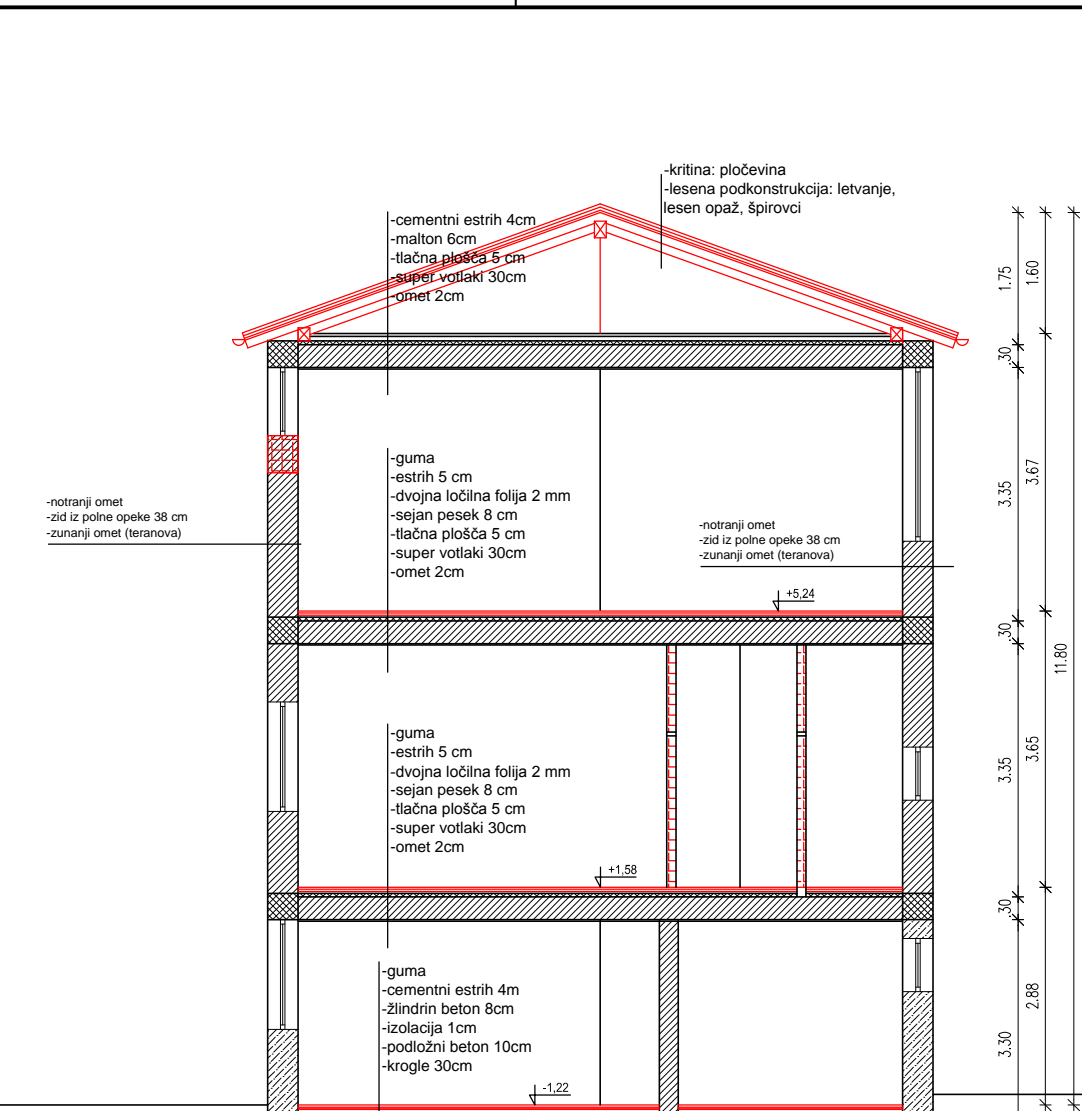 -kritina: pločevina
-lesena podkonstrukcija: letvanje,
lesen opaž, špirovci
-cementni estrih 4cm
-malton 6cm
-tlačna plošča 5 cm
-super votlaki 30cm
-omet 2cm
1.75
1.60
.30
-guma
-estrih 5 cm
-dvojna ločilna folija 2 mm
-sejan pesek 8 cm
-tlačna plošča 5 cm
-super votlaki 30cm
-omet 2cm
-notranji omet
-zid iz polne opeke 38 cm
-zunanji omet (teranova)
-notranji omet
-zid iz polne opeke 38 cm
-zunanji omet (teranova)
3.35
3.67
+5,24
.30
11.80
-guma
-estrih 5 cm
-dvojna ločilna folija 2 mm
-sejan pesek 8 cm
-tlačna plošča 5 cm
-super votlaki 30cm
-omet 2cm
3.35
3.65
+1,58
.30
-guma
-cementni estrih 4m
-žlindrin beton 8cm
-izolacija 1cm
-podložni beton 10cm
-krogle 30cm
2.88
3.30
-1,22